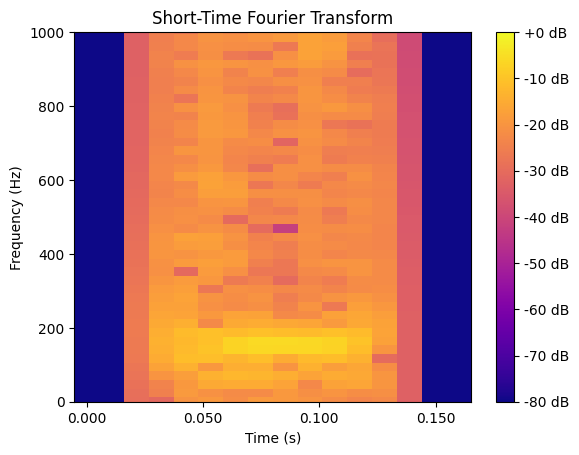 Short-Time Fourier Transform
1000
800
600
400
200
0
Frequency (Hz)
0.000
0.050
0.100
0.150
Time (s)
+0 dB
-10 dB
-20 dB
-30 dB
-40 dB
-50 dB
-60 dB
-70 dB
-80 dB